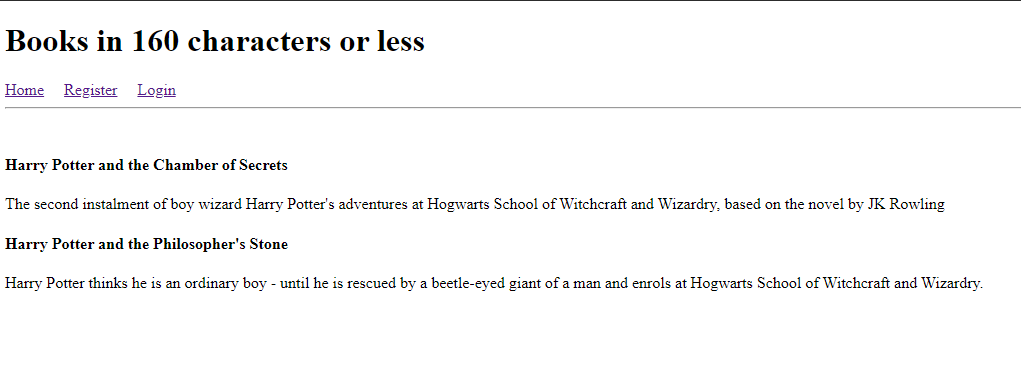 Books in 160 characters or less
Home Register Login
Harry Potter and the Chamber of Secrets
The second instalment of boy wizard Harry Potter's adventures at Hogwarts School of Witchcraft and Wizardry, based on the novel by JK Rowling
Harry Potter and the Philosopher's Stone
Harry Potter thinks he is an ordinary boy - until he is rescued by a beetle-eyed giant of a man and enrols at Hogwarts School of Witchcraft and Wizardry.